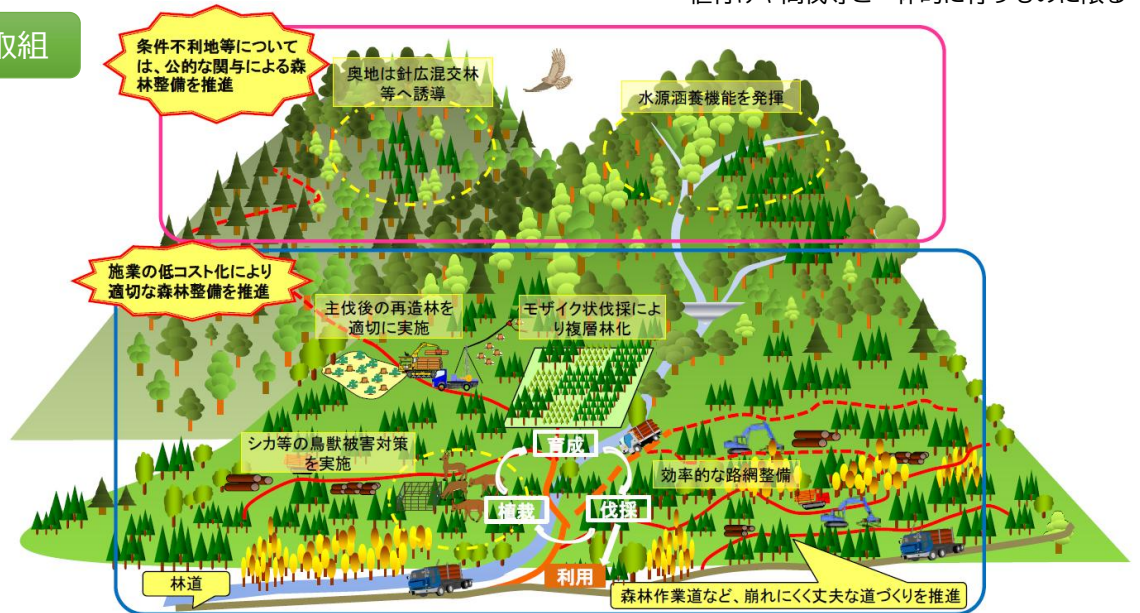 取組
条件不利地等について
は、公的な関与による森
林整備を推進
奥地は針広混交林
等へ誘導
水源涵養機能を発揮
施業の低コスト化により
適切な森林整備を推進
主伐後の再造林を
適切に実施
モザイク状伐採によ
り複層林化
シカ等の鳥獣被害対策
を実施
育成
効率的な路網整備
植栽
伐採
利用
林道
森林作業道など、崩れにくく丈夫な道づくりを推進